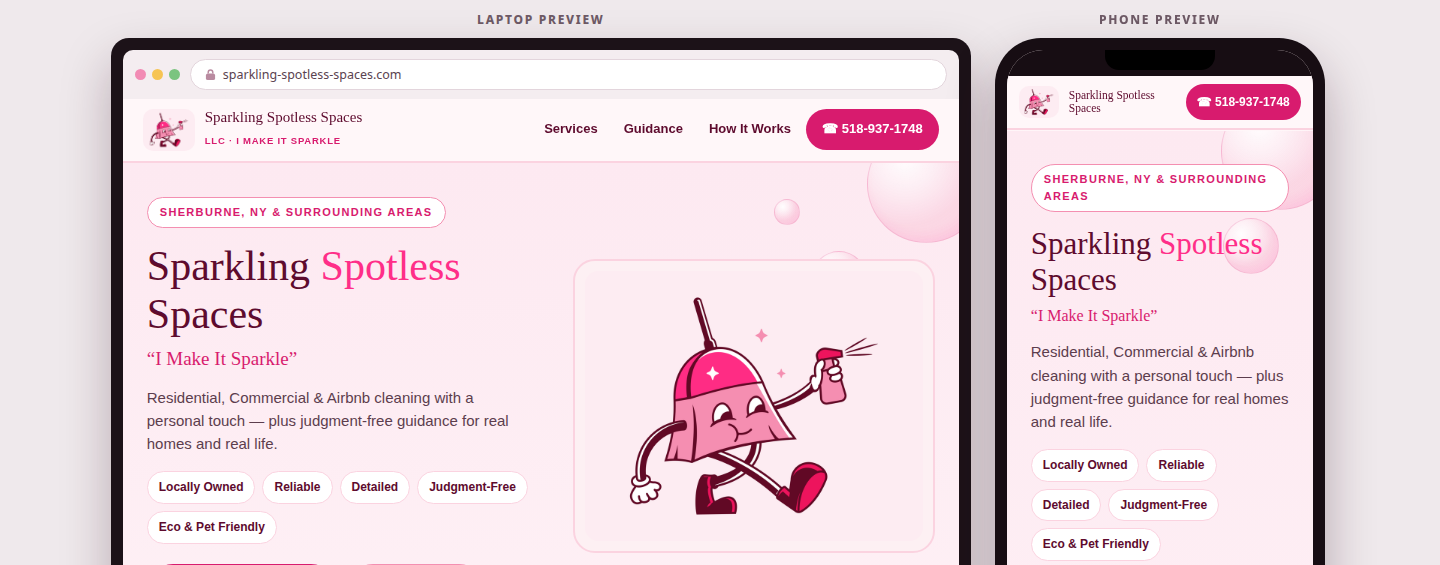 LAPTOP PREVIEW
sparkling-spotless-spaces.com
Sparkling Spotless Spaces
LLC · I MAKE IT SPARKLE
Services
Guidance
How It Works
☎ 518-937-1748
SHERBURNE, NY & SURROUNDING AREAS
Sparkling Spotless
Spaces
“I Make It Sparkle”
Residential, Commercial & Airbnb cleaning with a
personal touch — plus judgment-free guidance for real
homes and real life.
Locally Owned
Reliable
Detailed
Judgment-Free
Eco & Pet Friendly
PHONE PREVIEW
Sparkling Spotless
Spaces
☎ 518-937-1748
SHERBURNE, NY & SURROUNDING
AREAS
Sparkling Spotless
Spaces
“I Make It Sparkle”
Residential, Commercial & Airbnb
cleaning with a personal touch — plus
judgment-free guidance for real homes
and real life.
Locally Owned
Reliable
Detailed
Judgment-Free
Eco & Pet Friendly